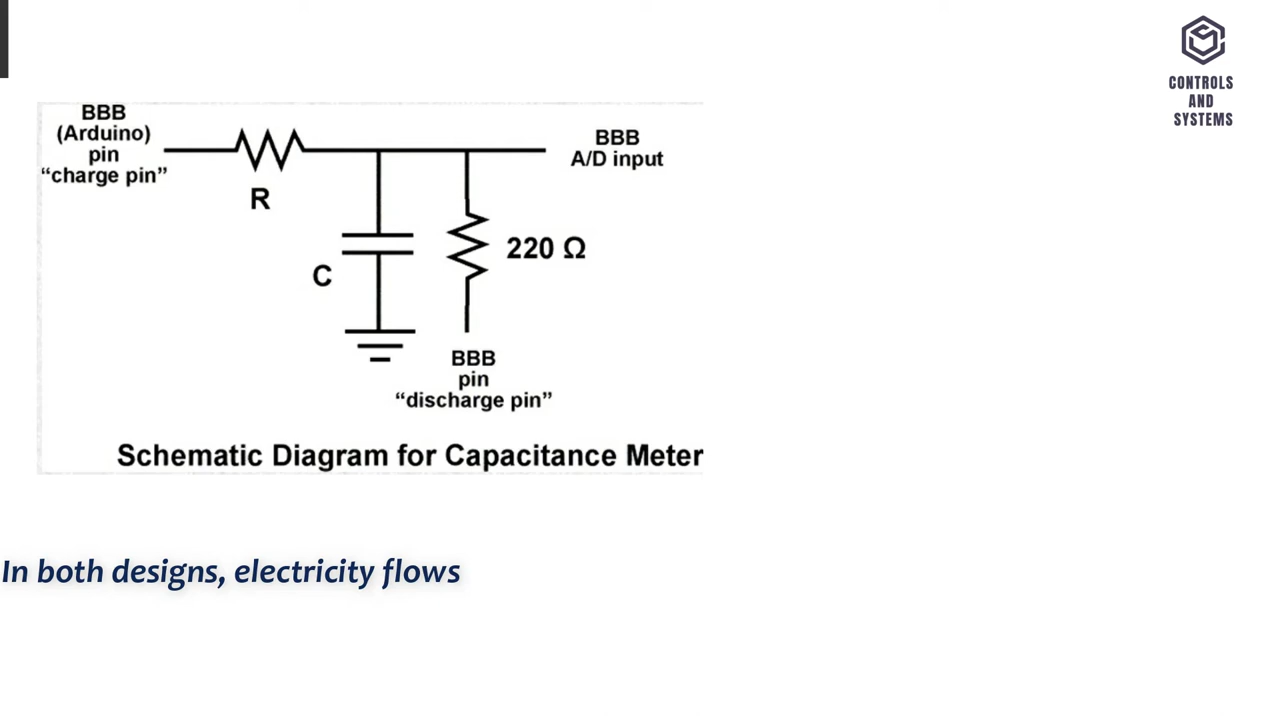 CONTROLS
AND
SYSTEMS
BBB
(Arduino)
pin
“charge pin”
R
BBB
A/D input
C
220 Ω
BBB
pin
“discharge pin”
Schematic Diagram for Capacitance Meter
In both designs, electricity flows